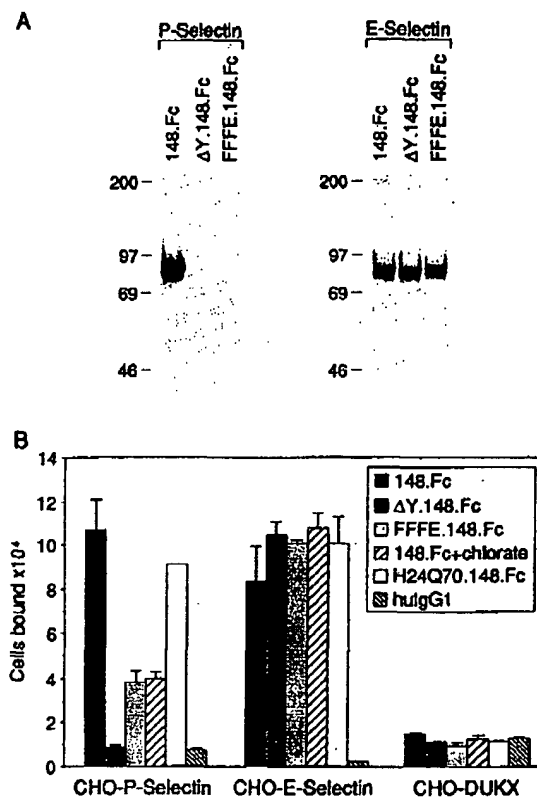 A
P-Selectin
E-Selectin
148.Fc
ΔY.148.Fc
FFFE.148.Fc
148.Fc
ΔY.148.Fc
FFFE.148.Fc
200
97
69
46
200
97
69
46
B
14
12
10
8
6
4
2
0
Cells bound x10⁴
148.Fc
ΔY.148.Fc
FFFE.148.Fc
148.Fc+chlorate
H24Q70.148.Fc
huIgG1
CHO-P-Selectin
CHO-E-Selectin
CHO-DUKX